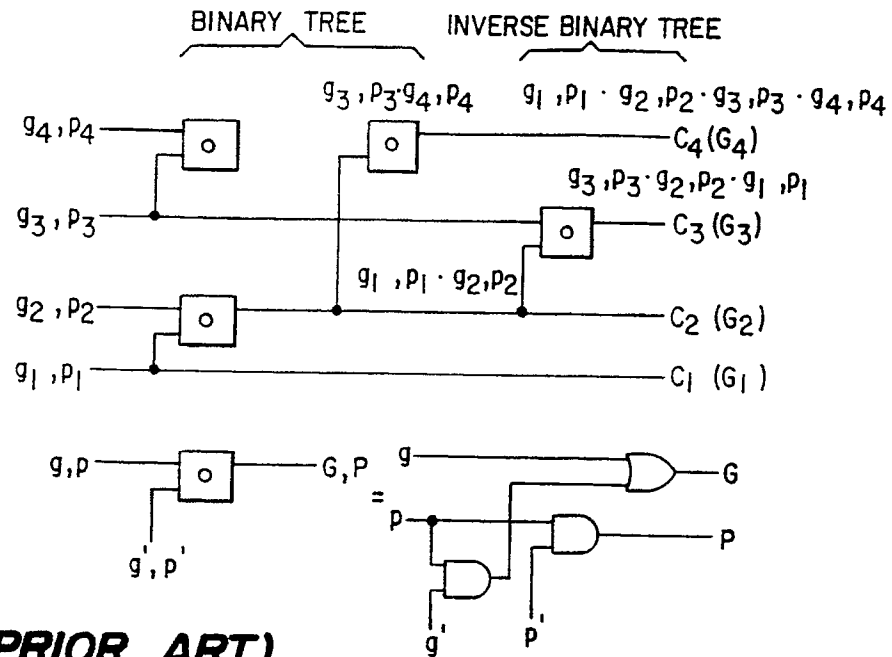 BINARY TREE
INVERSE BINARY TREE
g3, p3·g4, p4
g1, p1 · g2, p2 · g3, p3 · g4, p4
g4, p4
C4 (G4)
g3, p3 · g2, p2 · g1, p1
g3, p3
C3 (G3)
g1, p1 · g2, p2
g2, p2
C2 (G2)
g1, p1
C1 (G1)
g,p
G,P
=
g
G
p
P
g', p'
g'
p'
PRIOR ART)